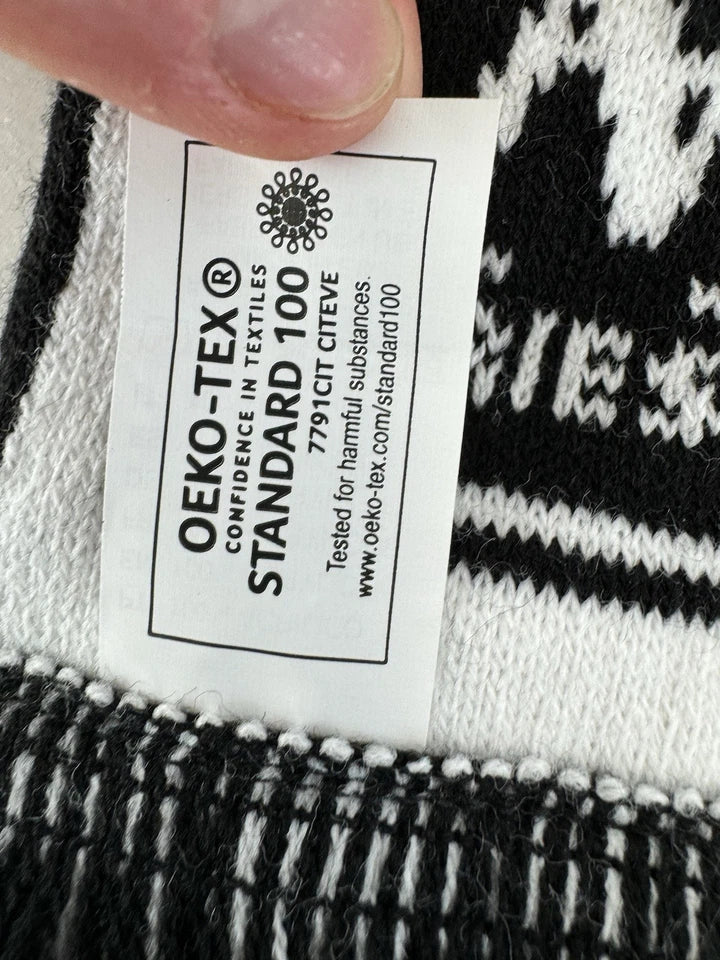 OEKO-TEX®
CONFIDENCE IN TEXTILES
STANDARD 100
7791CIT CITEVE
Tested for harmful substances.
www.oeko-tex.com/standard100